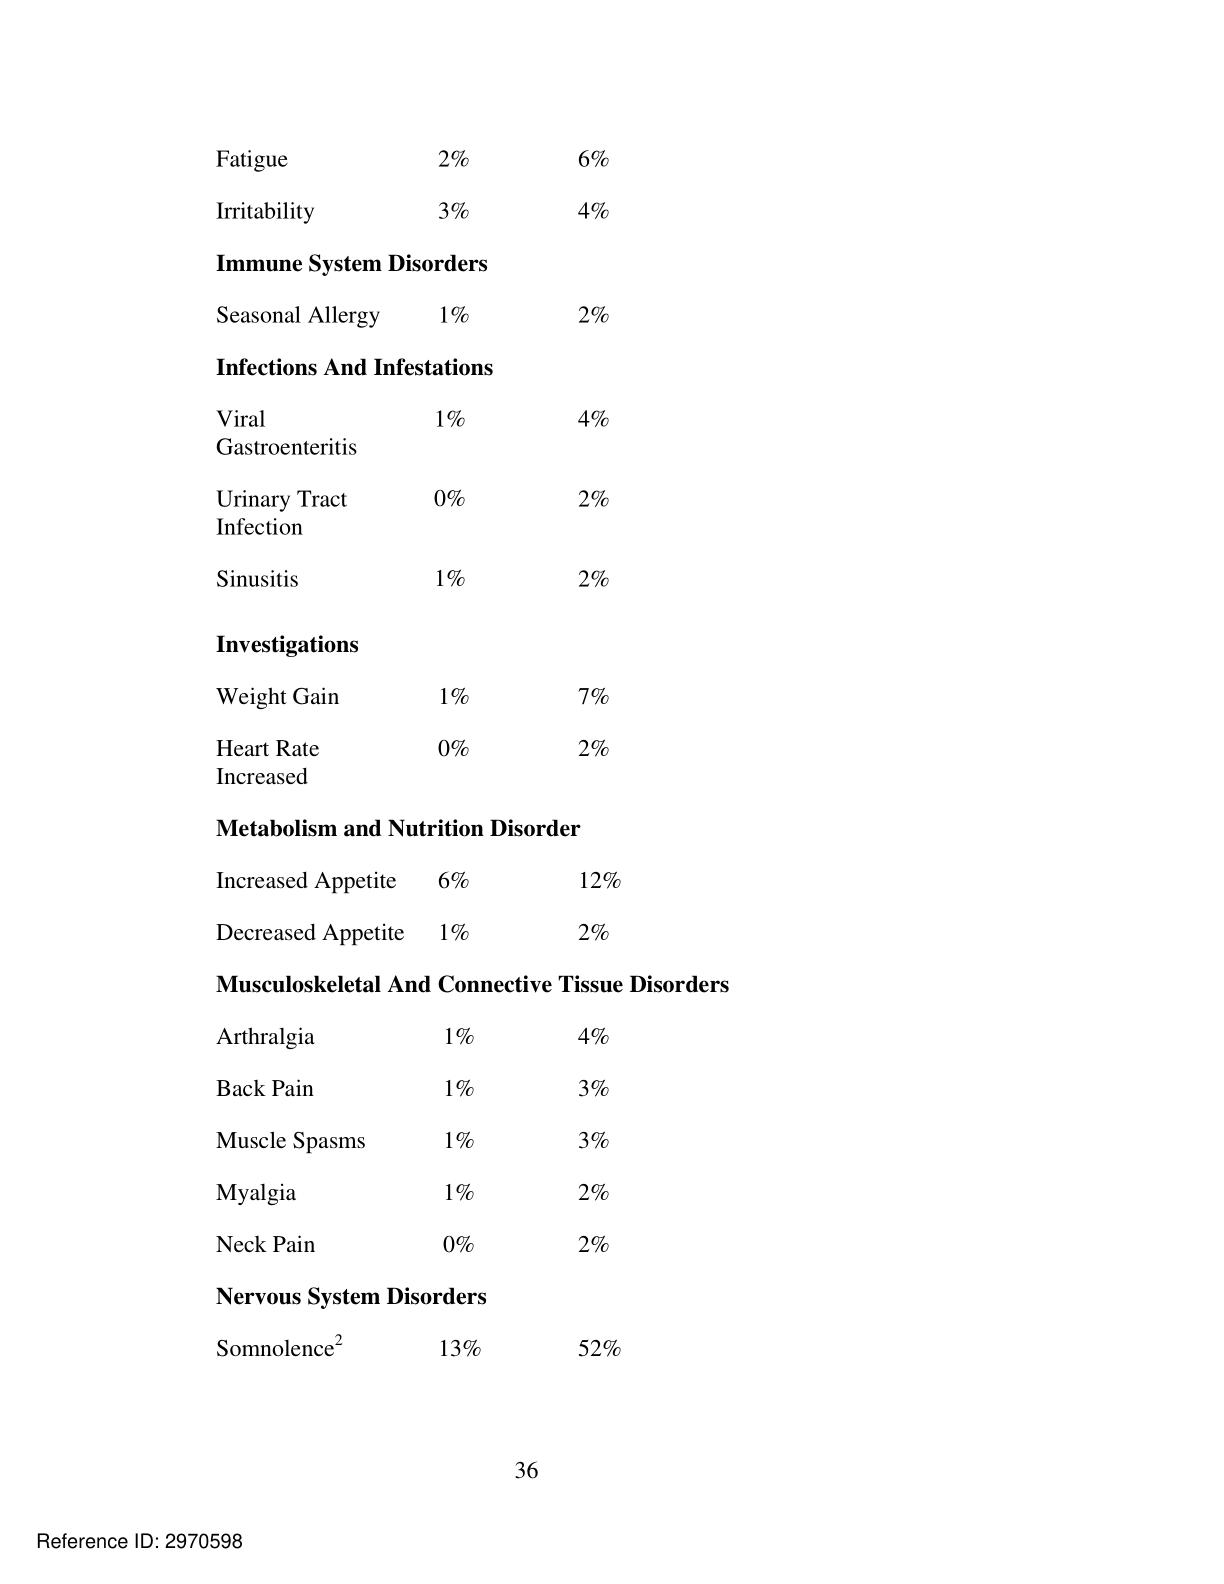 Fatigue 2% 6%
Irritability 3% 4%
Immune System Disorders
Seasonal Allergy 1% 2%
Infections And Infestations
Viral 1% 4%
Gastroenteritis
Urinary Tract 0% 2%
Infection
Sinusitis 1% 2%
Investigations
Weight Gain 1% 7%
Heart Rate 0% 2%
Increased
Metabolism and Nutrition Disorder
Increased Appetite 6% 12%
Decreased Appetite 1% 2%
Musculoskeletal And Connective Tissue Disorders
Arthralgia 1% 4%
Back Pain 1% 3%
Muscle Spasms 1% 3%
Myalgia 1% 2%
Neck Pain 0% 2%
Nervous System Disorders
Somnolence² 13% 52%
36
Reference ID: 2970598